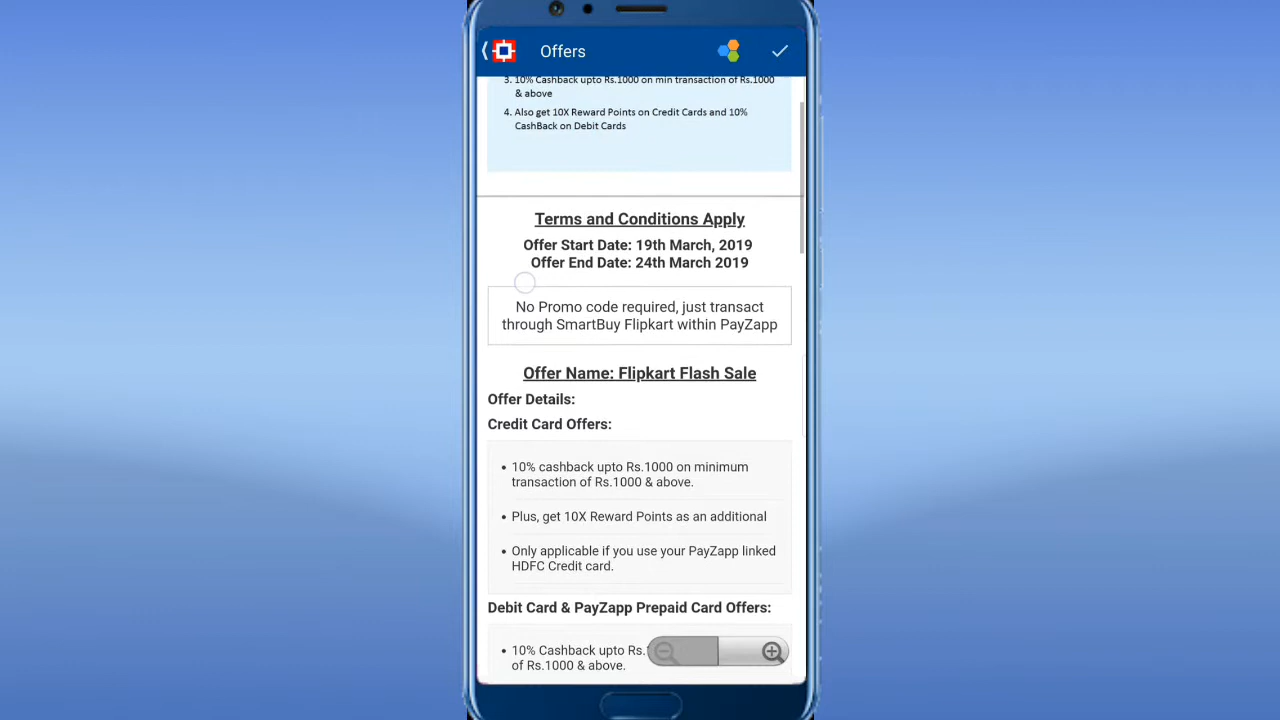 Offers
3. 10% Cashback upto Rs.1000 on min transaction of Rs.1000
& above
4. Also get 10X Reward Points on Credit Cards and 10%
CashBack on Debit Cards
Terms and Conditions Apply
Offer Start Date: 19th March, 2019
Offer End Date: 24th March 2019
No Promo code required, just transact
through SmartBuy Flipkart within PayZapp
Offer Name: Flipkart Flash Sale
Offer Details:
Credit Card Offers:
• 10% cashback upto Rs.1000 on minimum
transaction of Rs.1000 & above.
• Plus, get 10X Reward Points as an additional
• Only applicable if you use your PayZapp linked
HDFC Credit card.
Debit Card & PayZapp Prepaid Card Offers:
• 10% Cashback upto Rs.
of Rs.1000 & above.